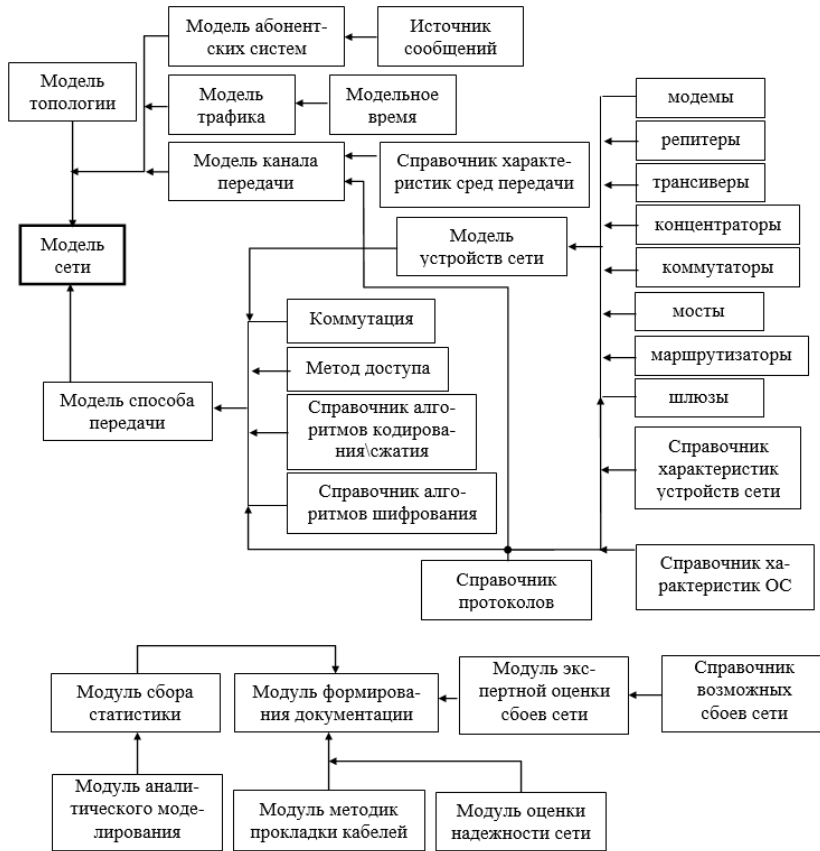 Модель абонент-
ских систем
Источник
сообщений
Модель
топологии
Модель
трафика
Модельное
время
Модель канала
передачи
Справочник характе-
ристик сред передачи
Модель
сети
Модель
устройств сети
модемы
репитеры
трансиверы
концентраторы
коммутаторы
мосты
маршрутизаторы
шлюзы
Справочник
характеристик
устройств сети
Справочник ха-
рактеристик ОС
Коммутация
Метод доступа
Справочник алго-
ритмов кодирова-
ния\сжатия
Справочник алго-
ритмов шифрования
Модель способа
передачи
Справочник
протоколов
Модуль сбора
статистики
Модуль формирова-
ния документации
Модуль экс-
пертной оценки
сбоев сети
Справочник
возможных
сбоев сети
Модуль анали-
тического моде-
лирования
Модуль методик
прокладки кабелей
Модуль оценки
надежности сети